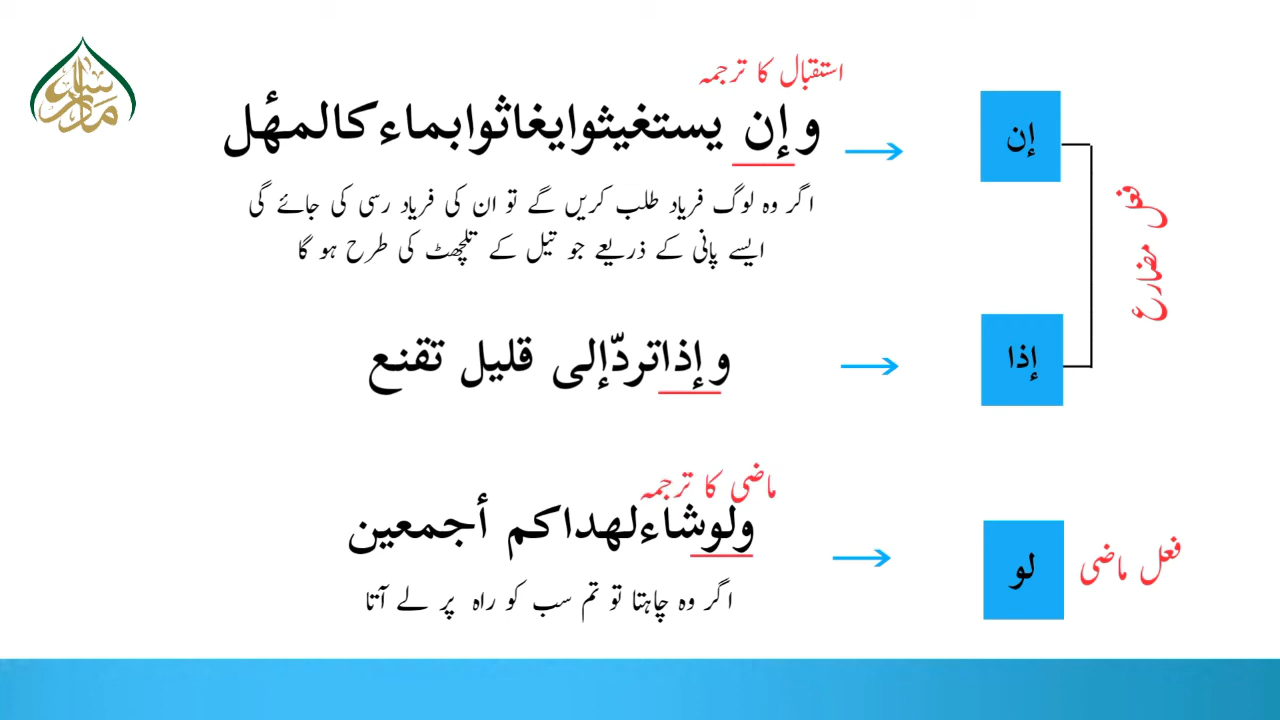 استقبال کا ترجمہ
وإن يستغيثوا يغاثوا بماء كالمهٔل
إن
اگر وہ لوگ فریاد طلب کریں گے تو ان کی فریاد رسی کی جائے گی
ایسے پانی کے ذریعے جو تیل کے تلچھٹ کی طرح ہو گا
فعل مضارع
وإذا تردّ إلى قليل تقنع
إذا
ماضی کا ترجمہ
ولو شاء لهداكم أجمعين
لو
فعل ماضی
اگر وہ چاہتا تو تم سب کو راہ پر لے آتا